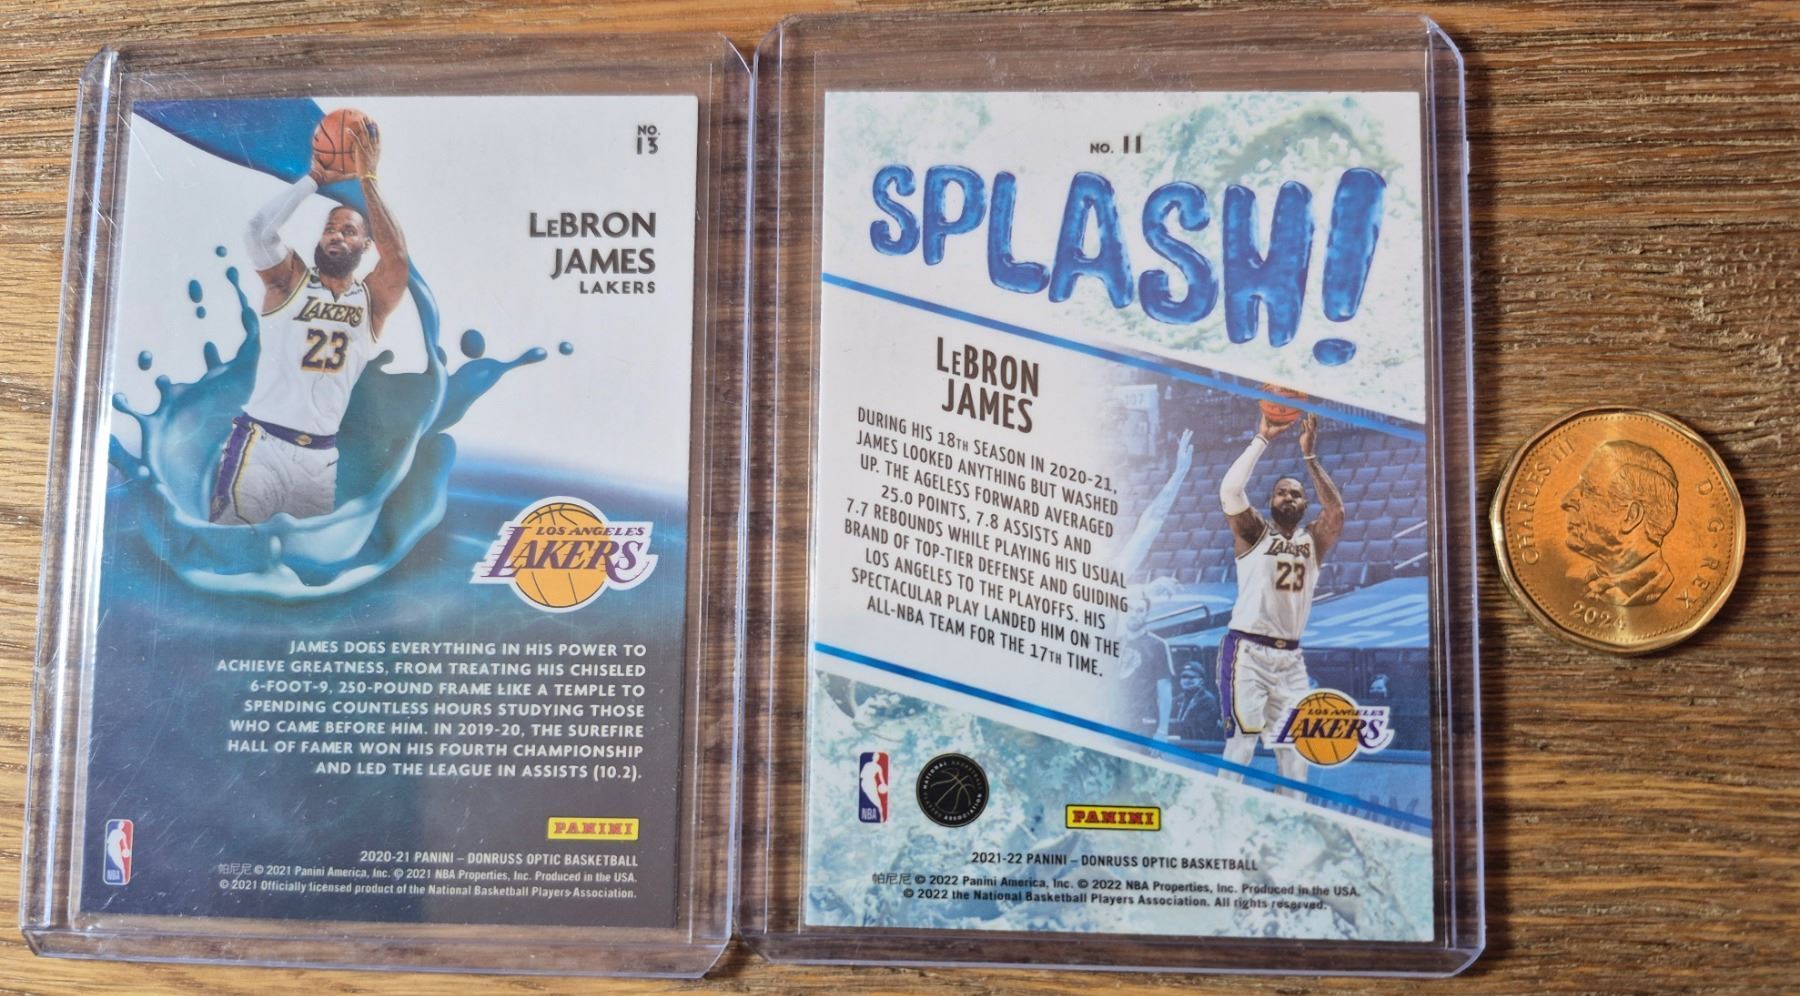 NO.
13
LEBRON
JAMES
LAKERS
LAKERS
23
LOS ANGELES
LAKERS
JAMES DOES EVERYTHING IN HIS POWER TO
ACHIEVE GREATNESS, FROM TREATING HIS CHISELED
6-FOOT-9, 250-POUND FRAME LIKE A TEMPLE TO
SPENDING COUNTLESS HOURS STUDYING THOSE
WHO CAME BEFORE HIM. IN 2019-20, THE SUREFIRE
HALL OF FAMER WON HIS FOURTH CHAMPIONSHIP
AND LED THE LEAGUE IN ASSISTS (10.2).
PANINI
NBA
2020-21 PANINI – DONRUSS OPTIC BASKETBALL
帕尼尼 © 2021 Panini America, Inc. © 2021 NBA Properties, Inc. Produced in the USA.
© 2021 Officially licensed product of the National Basketball Players Association.
NO. 11
SPLASH!
LEBRON
JAMES
DURING HIS 18TH SEASON IN 2020-21,
JAMES LOOKED ANYTHING BUT WASHED
UP. THE AGELESS FORWARD AVERAGED
25.0 POINTS, 7.8 ASSISTS AND
7.7 REBOUNDS WHILE PLAYING HIS USUAL
BRAND OF TOP-TIER DEFENSE AND GUIDING
LOS ANGELES TO THE PLAYOFFS. HIS
SPECTACULAR PLAY LANDED HIM ON THE
ALL-NBA TEAM FOR THE 17TH TIME.
107
LAKERS
23
LOS ANGELES
LAKERS
NBA
NATIONAL BASKETBALL
PLAYERS ASSOCIATION
PANINI
2021-22 PANINI – DONRUSS OPTIC BASKETBALL
帕尼尼 © 2022 Panini America, Inc. © 2022 NBA Properties, Inc. Produced in the USA.
© 2022 the National Basketball Players Association. All rights reserved.
CHARLES III D·G·REX
2024